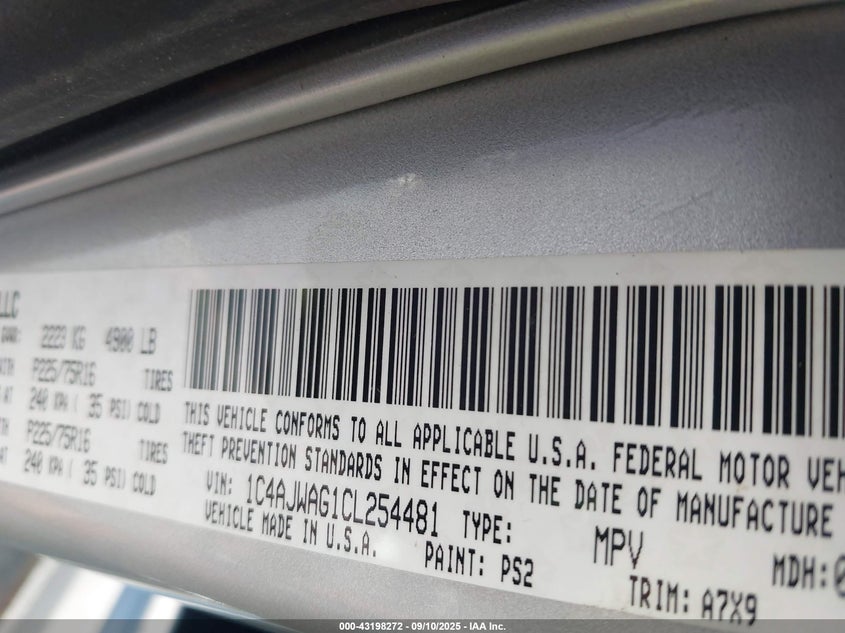 LLC
2223 KG 4900 LB
P225/75R16 TIRES
AT 240 KPA ( 35 PSI) COLD
P225/75R16 TIRES
AT 240 KPA ( 35 PSI) COLD
THIS VEHICLE CONFORMS TO ALL APPLICABLE U.S.A. FEDERAL MOTOR VEH
THEFT PREVENTION STANDARDS IN EFFECT ON THE DATE OF MANUFACTURE
VIN: 1C4AJWAG1CL254481 TYPE: MPV MDH:0
VEHICLE MADE IN U.S.A. PAINT: PS2 TRIM: A7X9
000-43198272 - 09/10/2025 - IAA Inc.